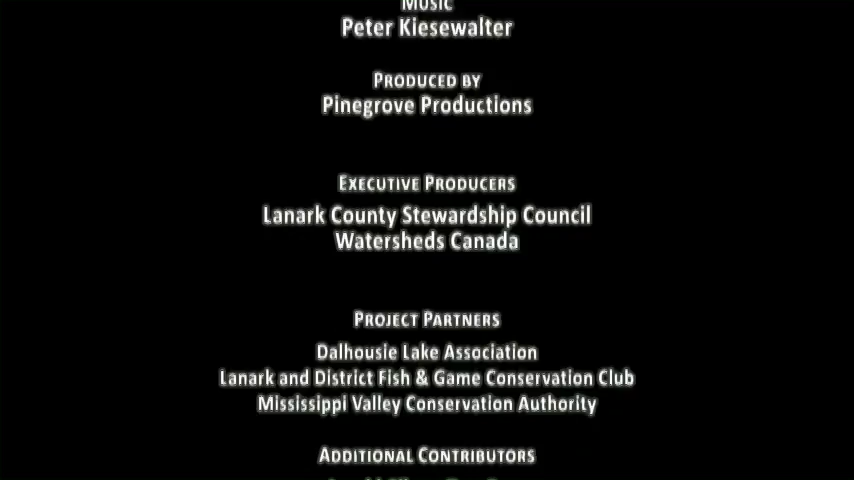 Music
Peter Kiesewalter
Produced by
Pinegrove Productions
Executive Producers
Lanark County Stewardship Council
Watersheds Canada
Project Partners
Dalhousie Lake Association
Lanark and District Fish & Game Conservation Club
Mississippi Valley Conservation Authority
Additional Contributors